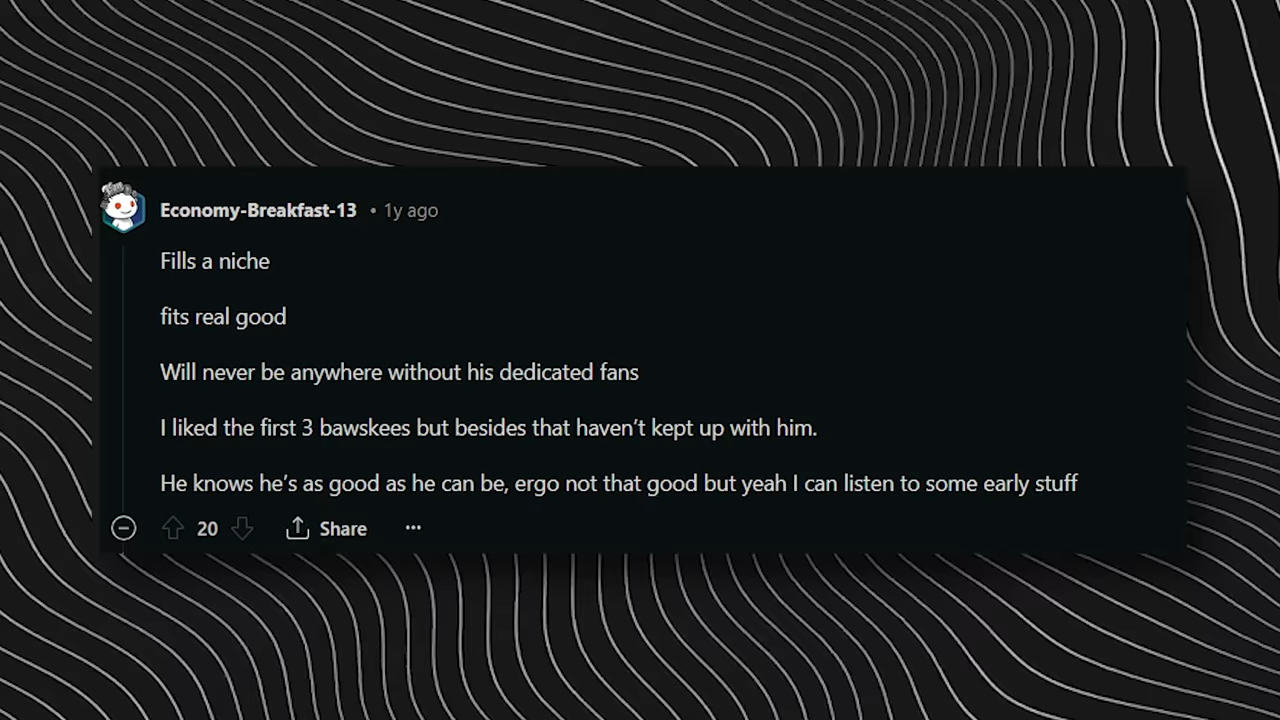 Economy-Breakfast-13 • 1y ago
Fills a niche
fits real good
Will never be anywhere without his dedicated fans
I liked the first 3 bawskees but besides that haven’t kept up with him.
He knows he’s as good as he can be, ergo not that good but yeah I can listen to some early stuff
20 Share ···